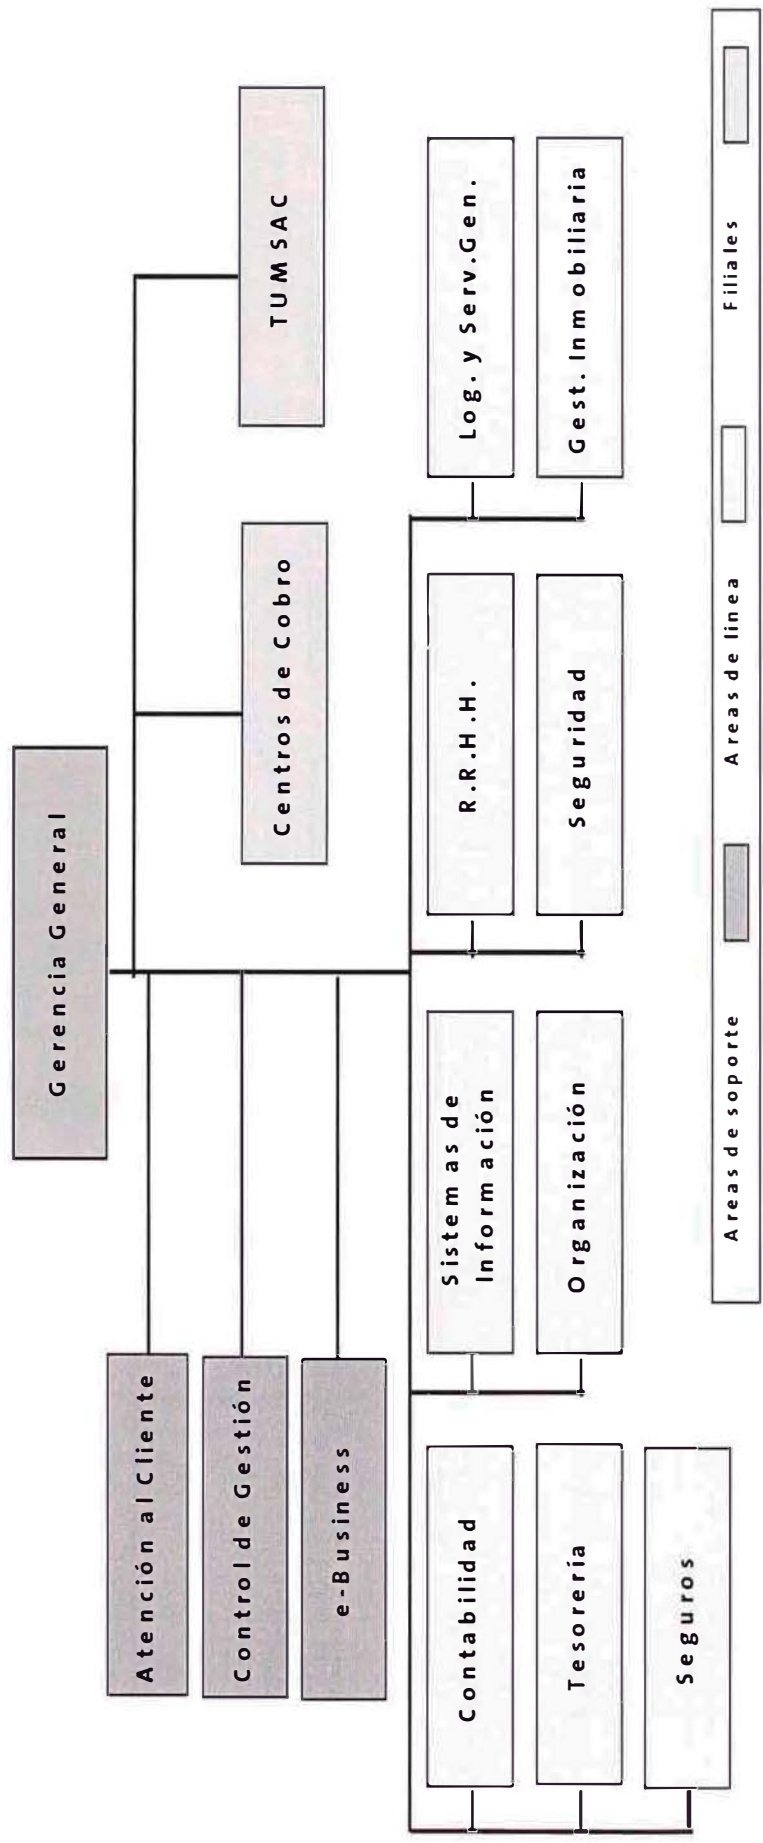 Gerencia General
Atención al Cliente
Control de Gestión
e-Business
Centros de Cobro
TUMSAC
Contabilidad
Tesorería
Seguros
Sistemas de
Información
Organización
R.R.H.H.
Seguridad
Log. y Serv.Gen.
Gest. Inmobiliaria
Areas de soporte
Areas de linea
Filiales